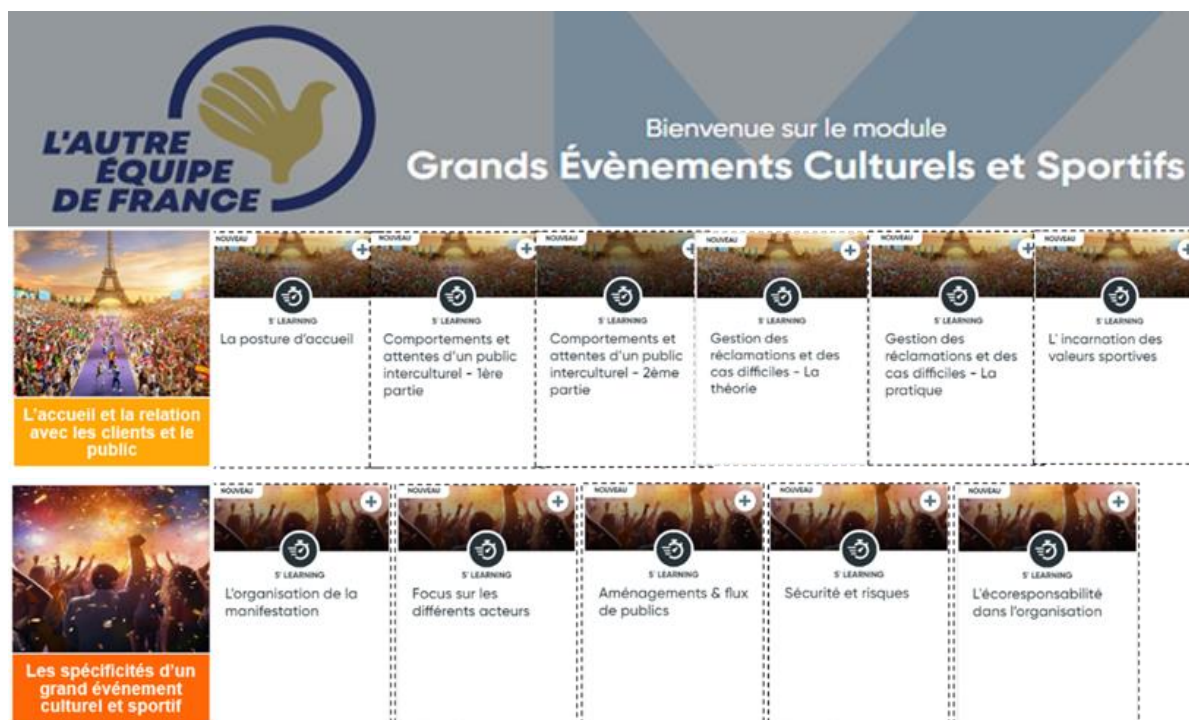 L'AUTRE
ÉQUIPE
DE FRANCE
Bienvenue sur le module
Grands Évènements Culturels et Sportifs
L'accueil et la relation
avec les clients et le
public
NOUVEAU
5' LEARNING
La posture d'accueil
NOUVEAU
5' LEARNING
Comportements et
attentes d'un public
interculturel - 1ère
partie
NOUVEAU
5' LEARNING
Comportements et
attentes d'un public
interculturel - 2ème
partie
NOUVEAU
5' LEARNING
Gestion des
réclamations et des
cas difficiles - La
théorie
NOUVEAU
5' LEARNING
Gestion des
réclamations et des
cas difficiles - La
pratique
NOUVEAU
5' LEARNING
L' incarnation des
valeurs sportives
Les spécificités d'un
grand événement
culturel et sportif
NOUVEAU
5' LEARNING
L'organisation de la
manifestation
NOUVEAU
5' LEARNING
Focus sur les
différents acteurs
NOUVEAU
5' LEARNING
Aménagements & flux
de publics
NOUVEAU
5' LEARNING
Sécurité et risques
NOUVEAU
5' LEARNING
L'écoresponsabilité
dans l'organisation